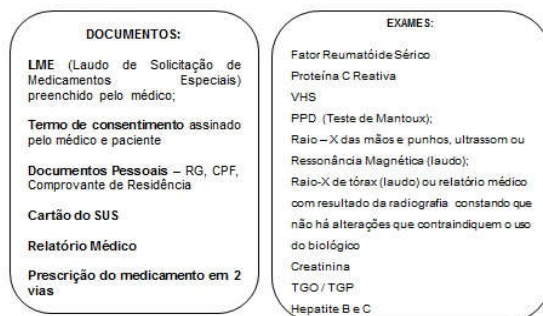 DOCUMENTOS:
LME (Laudo de Solicitação de
Medicamentos Especiais)
preenchido pelo médico;
Termo de consentimento assinado
pelo médico e paciente
Documentos Pessoais – RG, CPF,
Comprovante de Residência
Cartão do SUS
Relatório Médico
Prescrição do medicamento em 2
vias
EXAMES:
Fator Reumatóide Sérico
Proteína C Reativa
VHS
PPD (Teste de Mantoux);
Raio – X das mãos e punhos, ultrassom ou
Ressonância Magnética (laudo);
Raio-X de tórax (laudo) ou relatório médico
com resultado da radiografia constando que
não há alterações que contraindiquem o uso
do biológico
Creatinina
TGO / TGP
Hepatite B e C